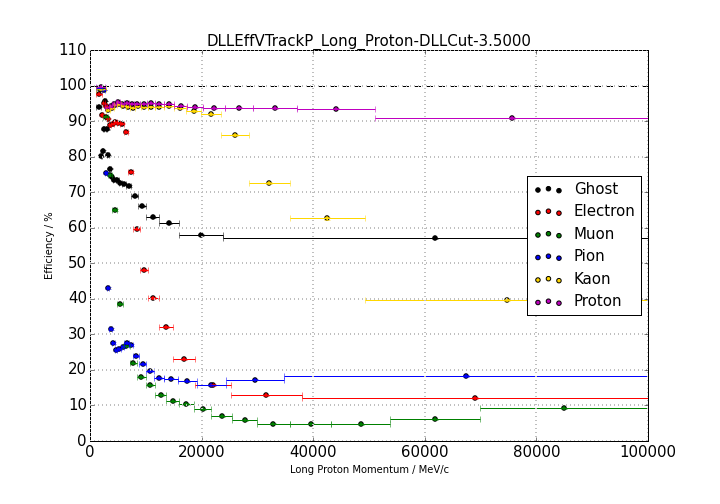 DLLEffVTrackP_Long_Proton-DLLCut-3.5000
110
100
90
80
70
60
50
40
30
20
10
0
Efficiency / %
Ghost
Electron
Muon
Pion
Kaon
Proton
0 20000 40000 60000 80000 100000
Long Proton Momentum / MeV/c